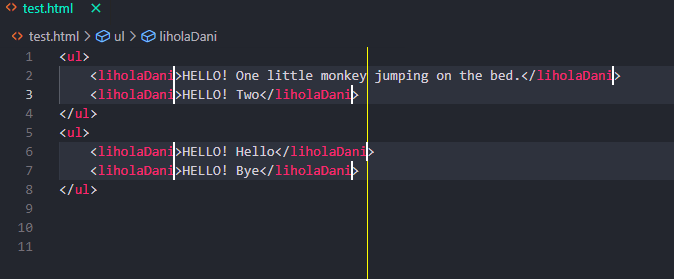 test.html
test.html > ul > liholaDani
1 <ul>
2 <liholaDani>HELLO! One little monkey jumping on the bed.</liholaDani>
3 <liholaDani>HELLO! Two</liholaDani>
4 </ul>
5 <ul>
6 <liholaDani>HELLO! Hello</liholaDani>
7 <liholaDani>HELLO! Bye</liholaDani>
8 </ul>
9
10
11